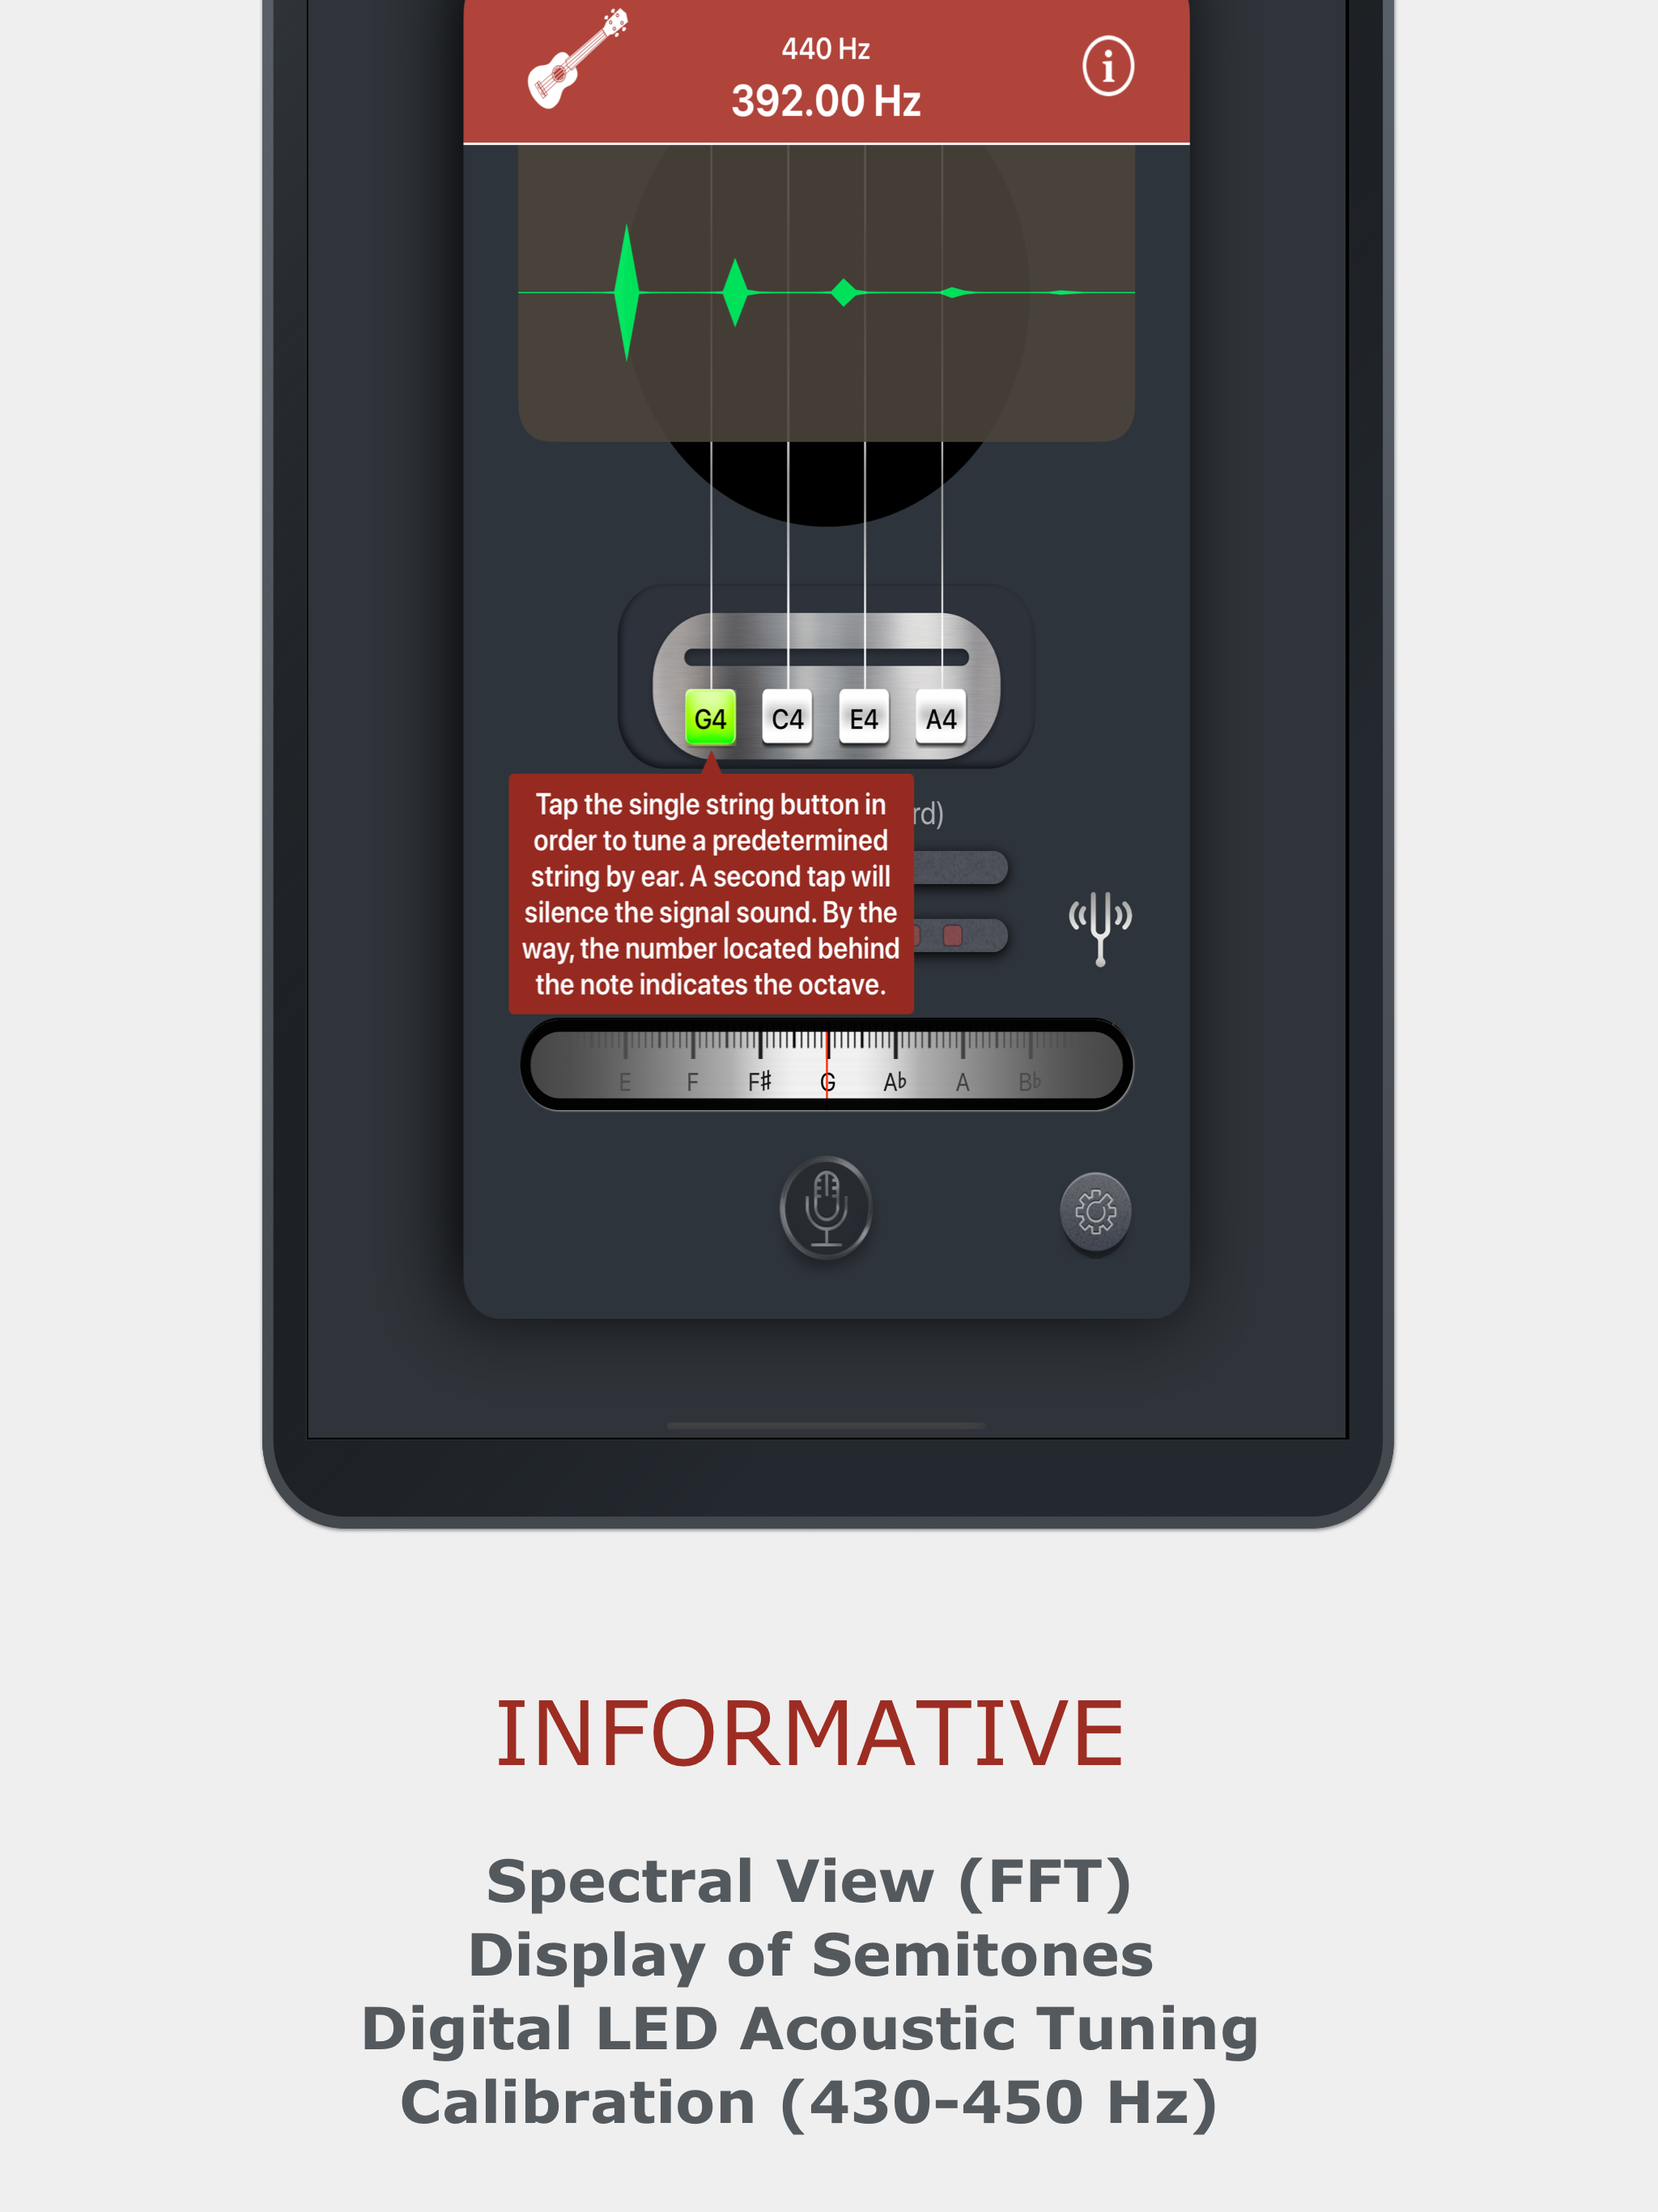 440 Hz
392.00 Hz
i
G4 C4 E4 A4
Tap the single string button in
order to tune a predetermined
string by ear. A second tap will
silence the signal sound. By the
way, the number located behind
the note indicates the octave.
rd)
E F F♯ G A♭ A B♭
INFORMATIVE
Spectral View (FFT)
Display of Semitones
Digital LED Acoustic Tuning
Calibration (430-450 Hz)